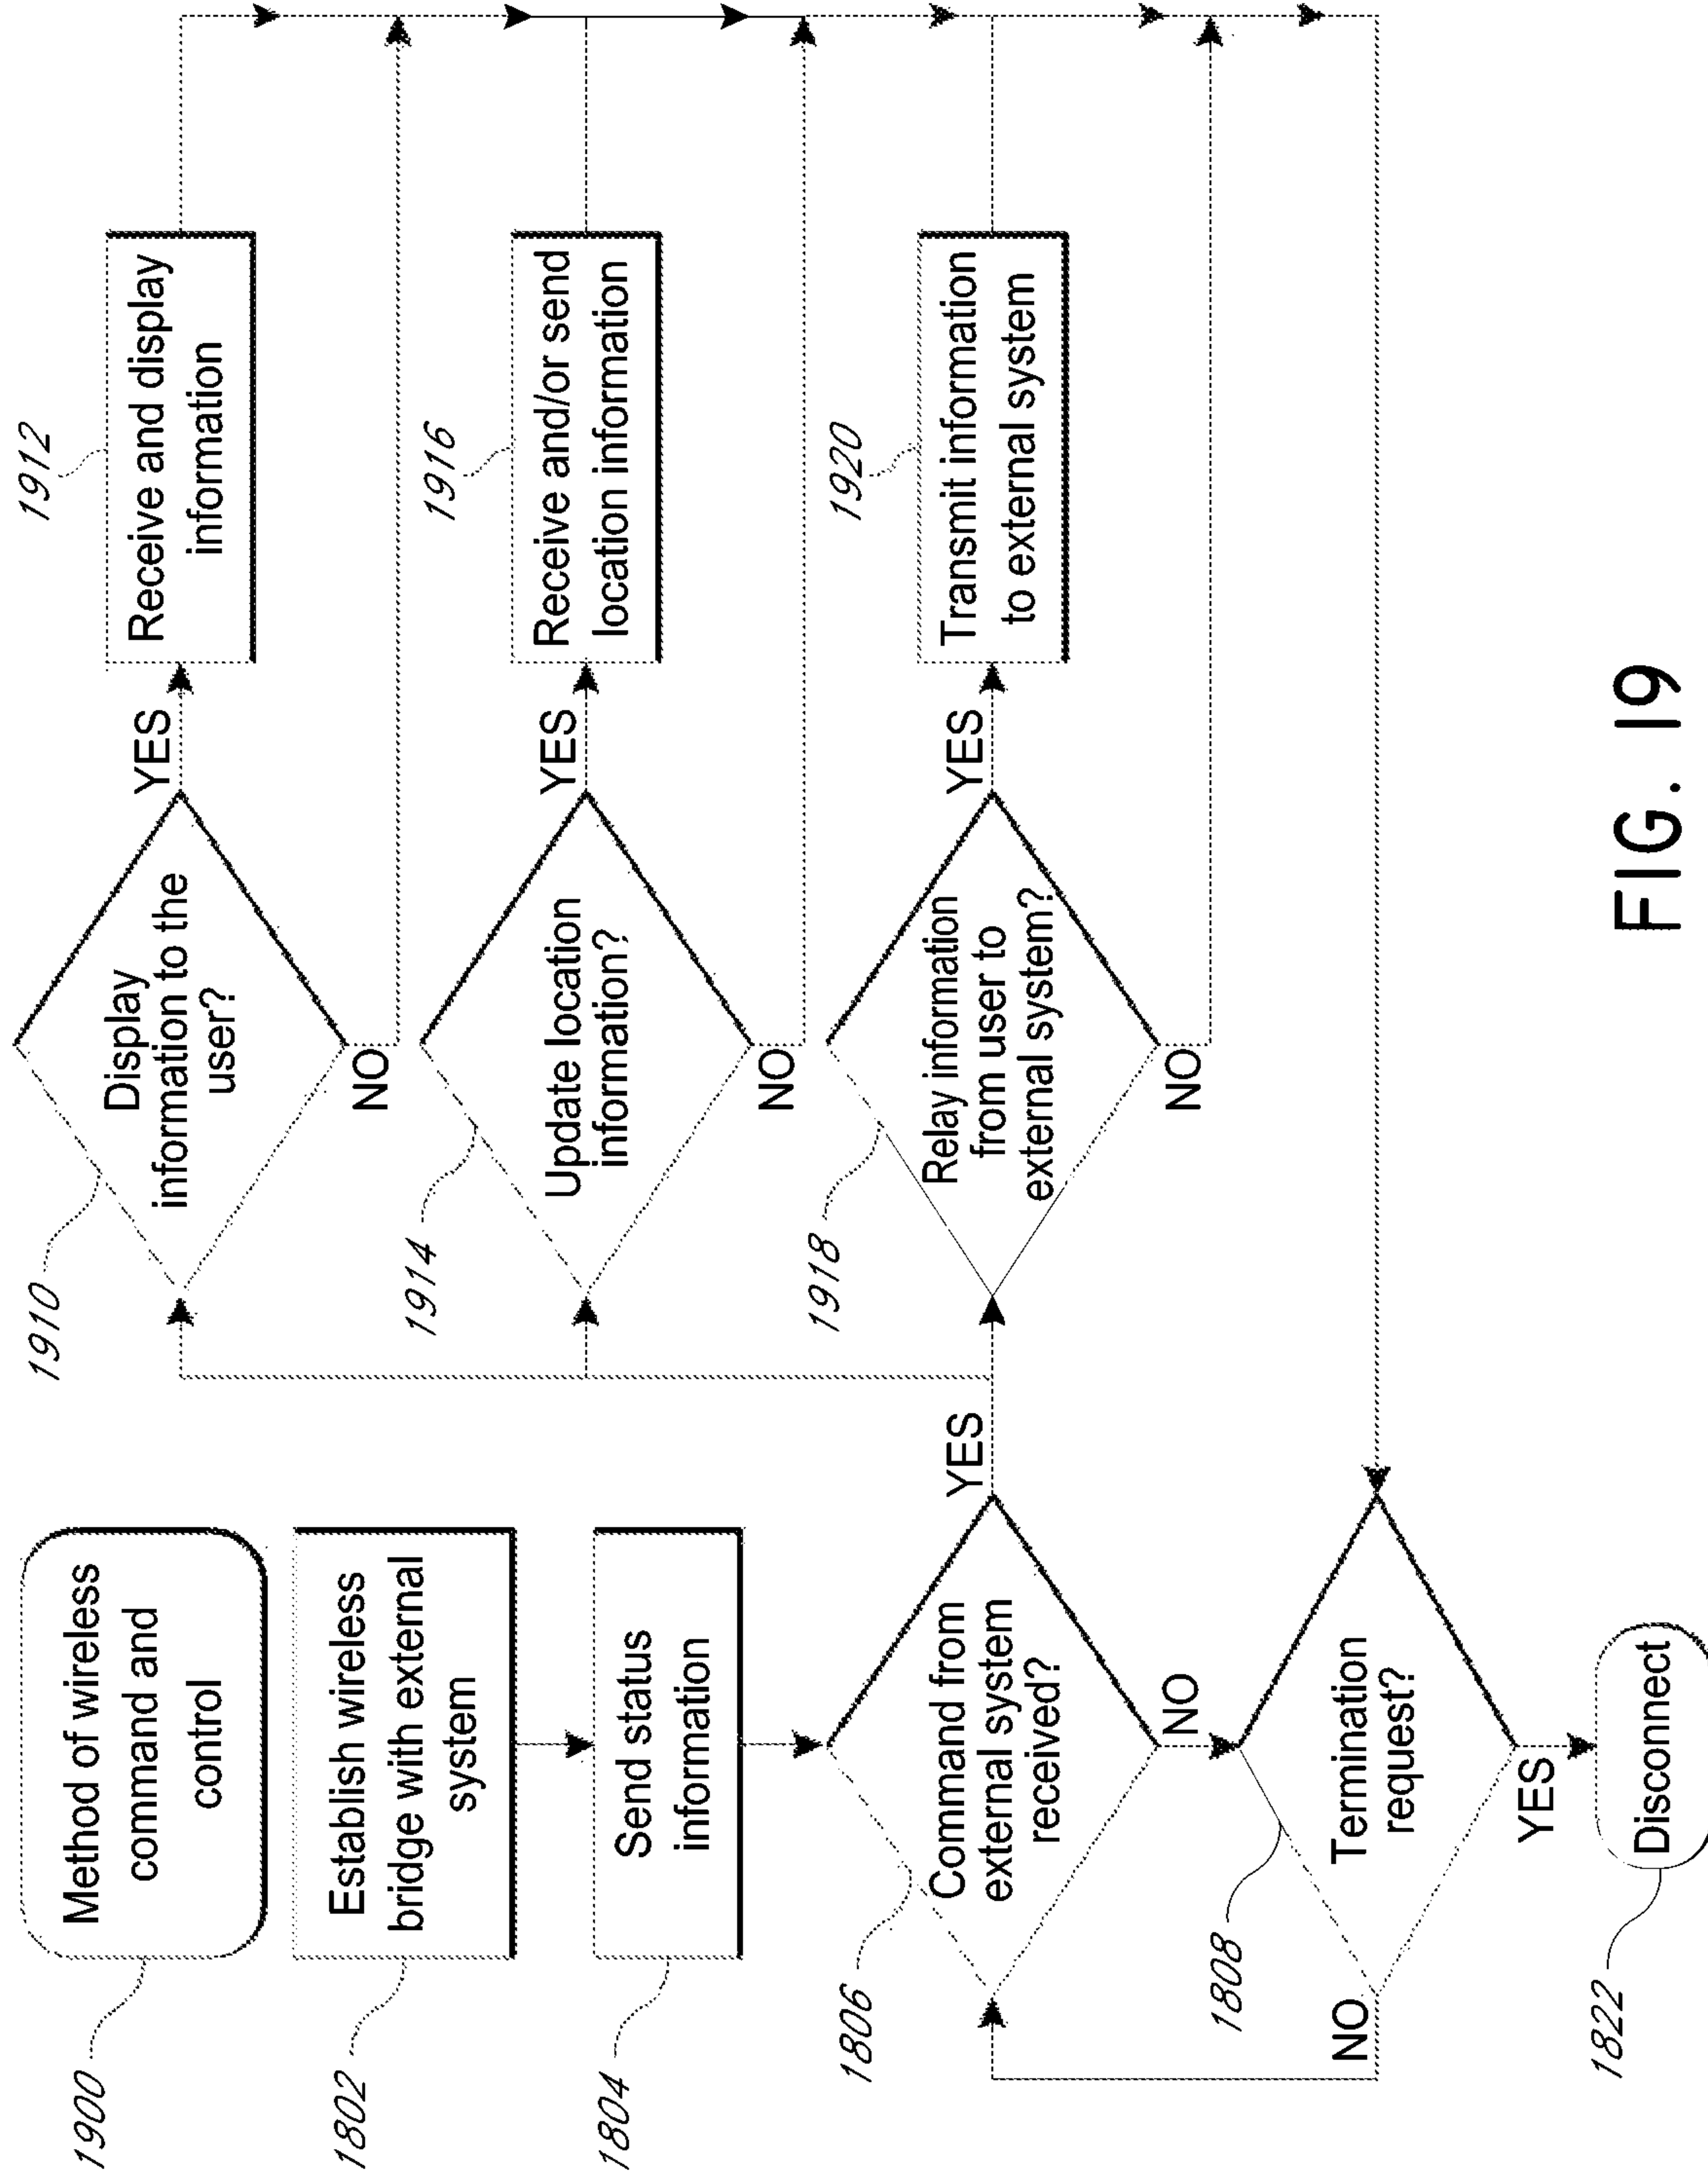 1900
Method of wireless
command and
control
1802
Establish wireless
bridge with external
system
1804
Send status
information
1806
Command from
external system
received?
YES
NO
1808
Termination
request?
NO
YES
1822
Disconnect
1910
Display
information to the
user?
YES
NO
1912
Receive and display
information
1914
Update location
information?
YES
NO
1916
Receive and/or send
location information
1918
Relay information
from user to
external system?
YES
NO
1920
Transmit information
to external system
FIG. 19